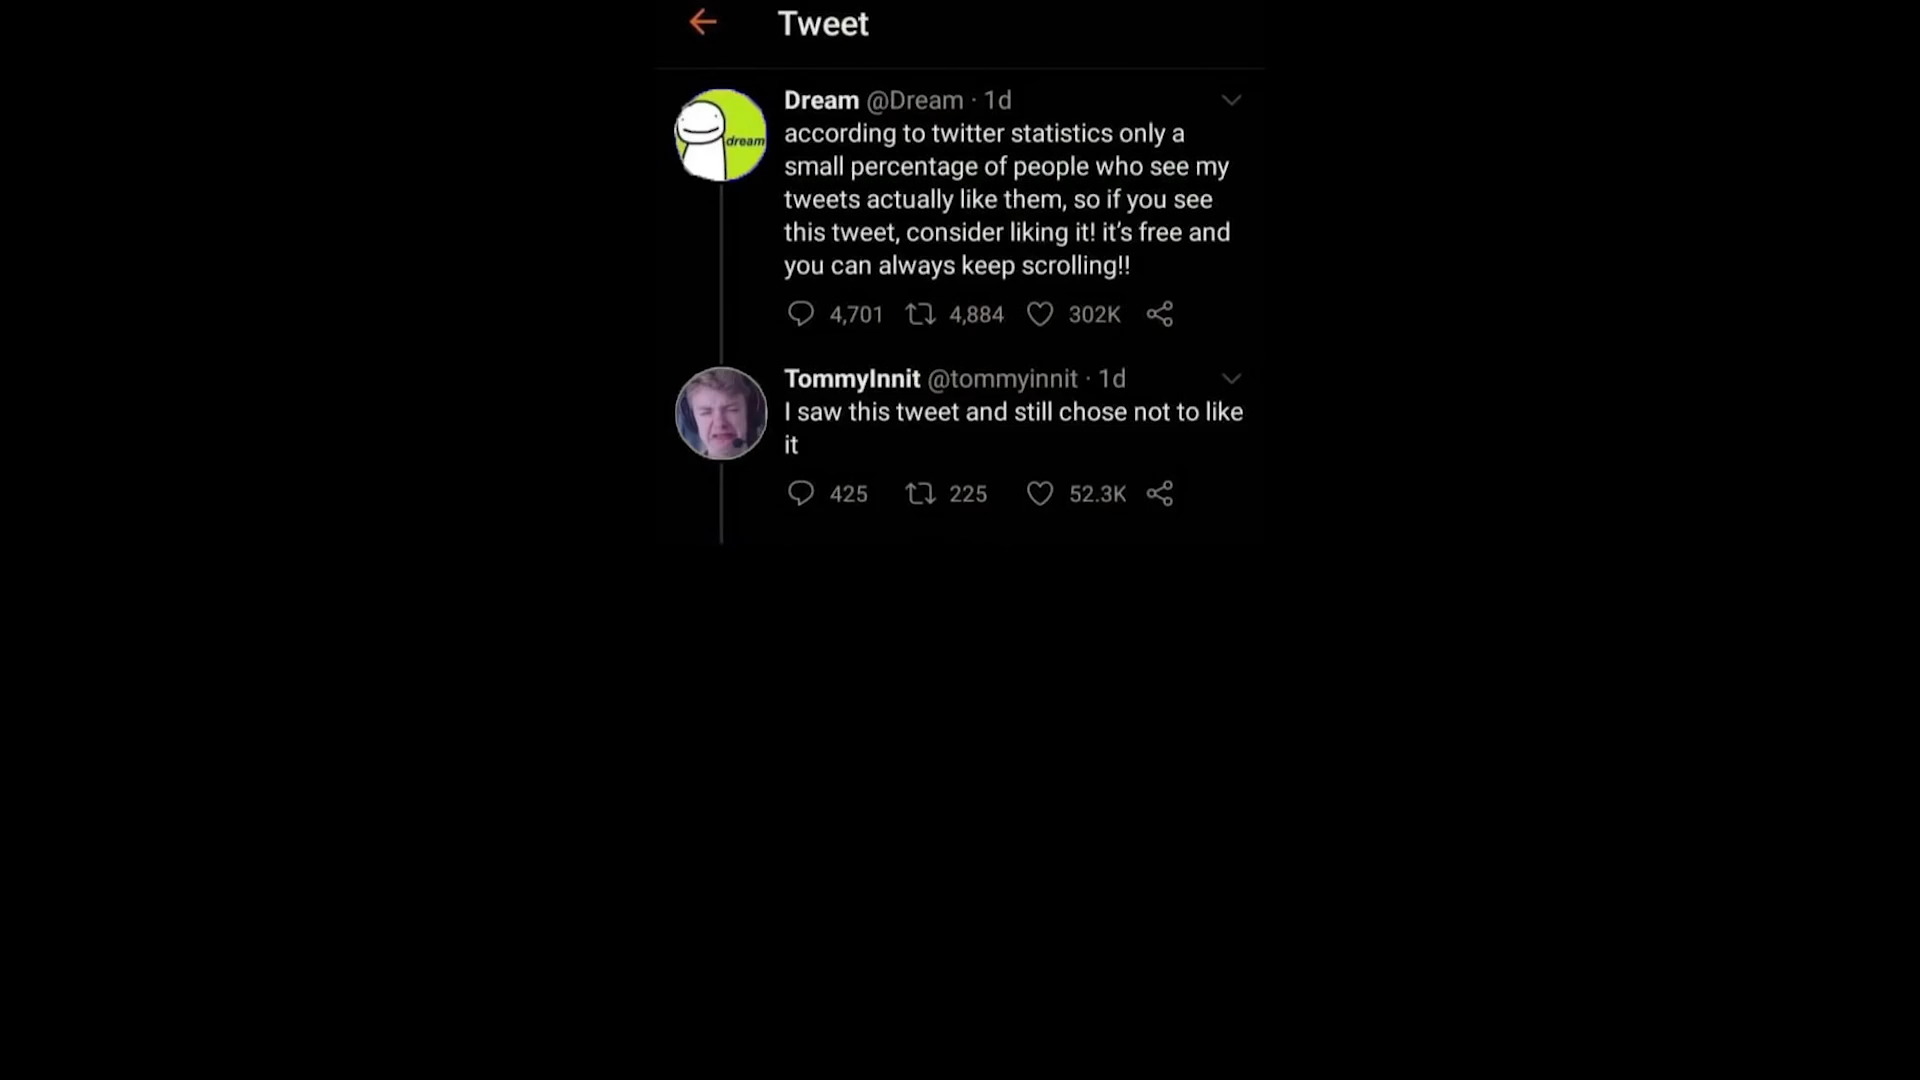 Tweet
Dream @Dream · 1d
according to twitter statistics only a
small percentage of people who see my
tweets actually like them, so if you see
this tweet, consider liking it! it’s free and
you can always keep scrolling!!
dream
4,701 4,884 302K
TommyInnit @tommyinnit · 1d
I saw this tweet and still chose not to like
it
425 225 52.3K